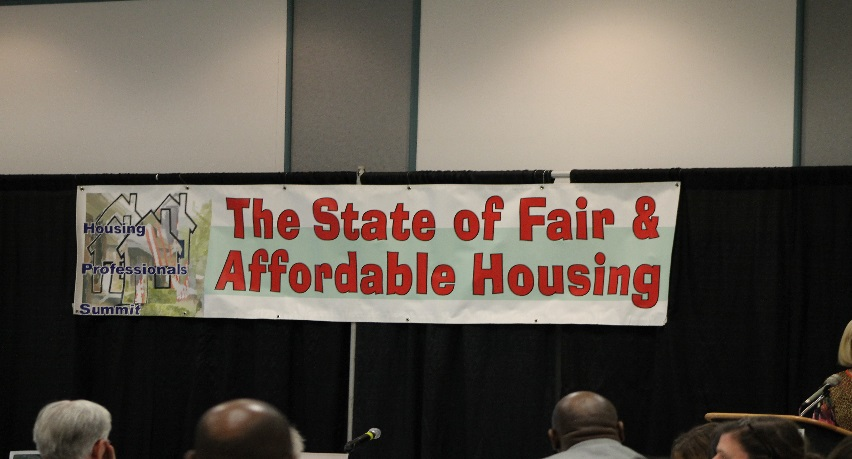 Housing
Professionals
Summit
The State of Fair &
Affordable Housing